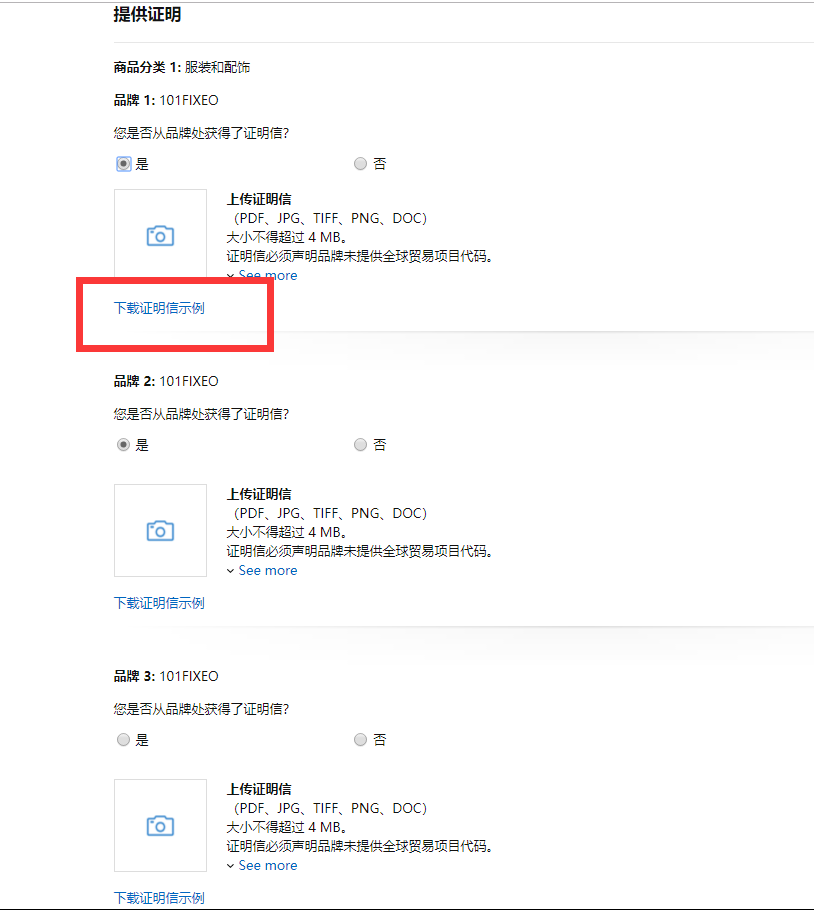 提供证明
商品分类 1: 服装和配饰
品牌 1: 101FIXEO
您是否从品牌处获得了证明信?
是 否
上传证明信
（PDF、JPG、TIFF、PNG、DOC）
大小不得超过 4 MB。
证明信必须声明品牌未提供全球贸易项目代码。
See more
下载证明信示例
品牌 2: 101FIXEO
您是否从品牌处获得了证明信?
是 否
上传证明信
（PDF、JPG、TIFF、PNG、DOC）
大小不得超过 4 MB。
证明信必须声明品牌未提供全球贸易项目代码。
See more
下载证明信示例
品牌 3: 101FIXEO
您是否从品牌处获得了证明信?
是 否
上传证明信
（PDF、JPG、TIFF、PNG、DOC）
大小不得超过 4 MB。
证明信必须声明品牌未提供全球贸易项目代码。
See more
下载证明信示例